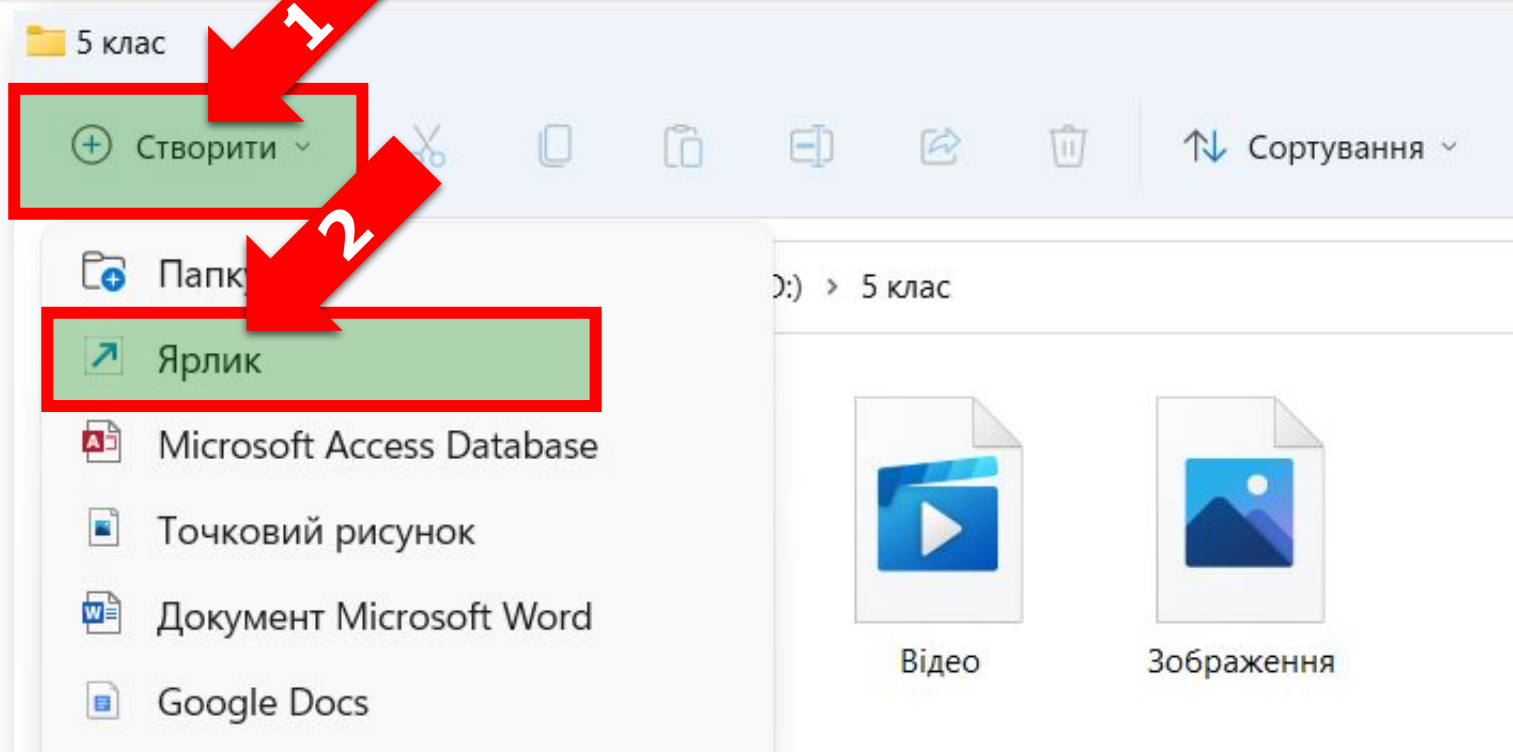 1
5 клас
Створити
Сортування
2
Папку
:) > 5 клас
Ярлик
Microsoft Access Database
Точковий рисунок
Документ Microsoft Word
Google Docs
Відео
Зображення